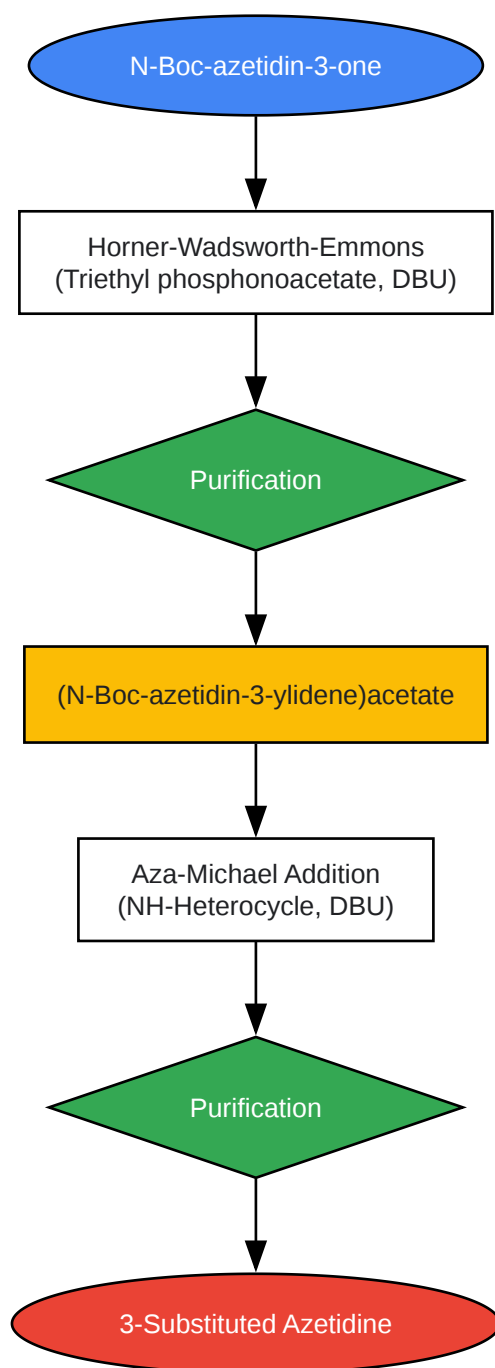 N-Boc-azetidin-3-one
Horner-Wadsworth-Emmons
(Triethyl phosphonoacetate, DBU)
Purification
(N-Boc-azetidin-3-ylidene)acetate
Aza-Michael Addition
(NH-Heterocycle, DBU)
Purification
3-Substituted Azetidine